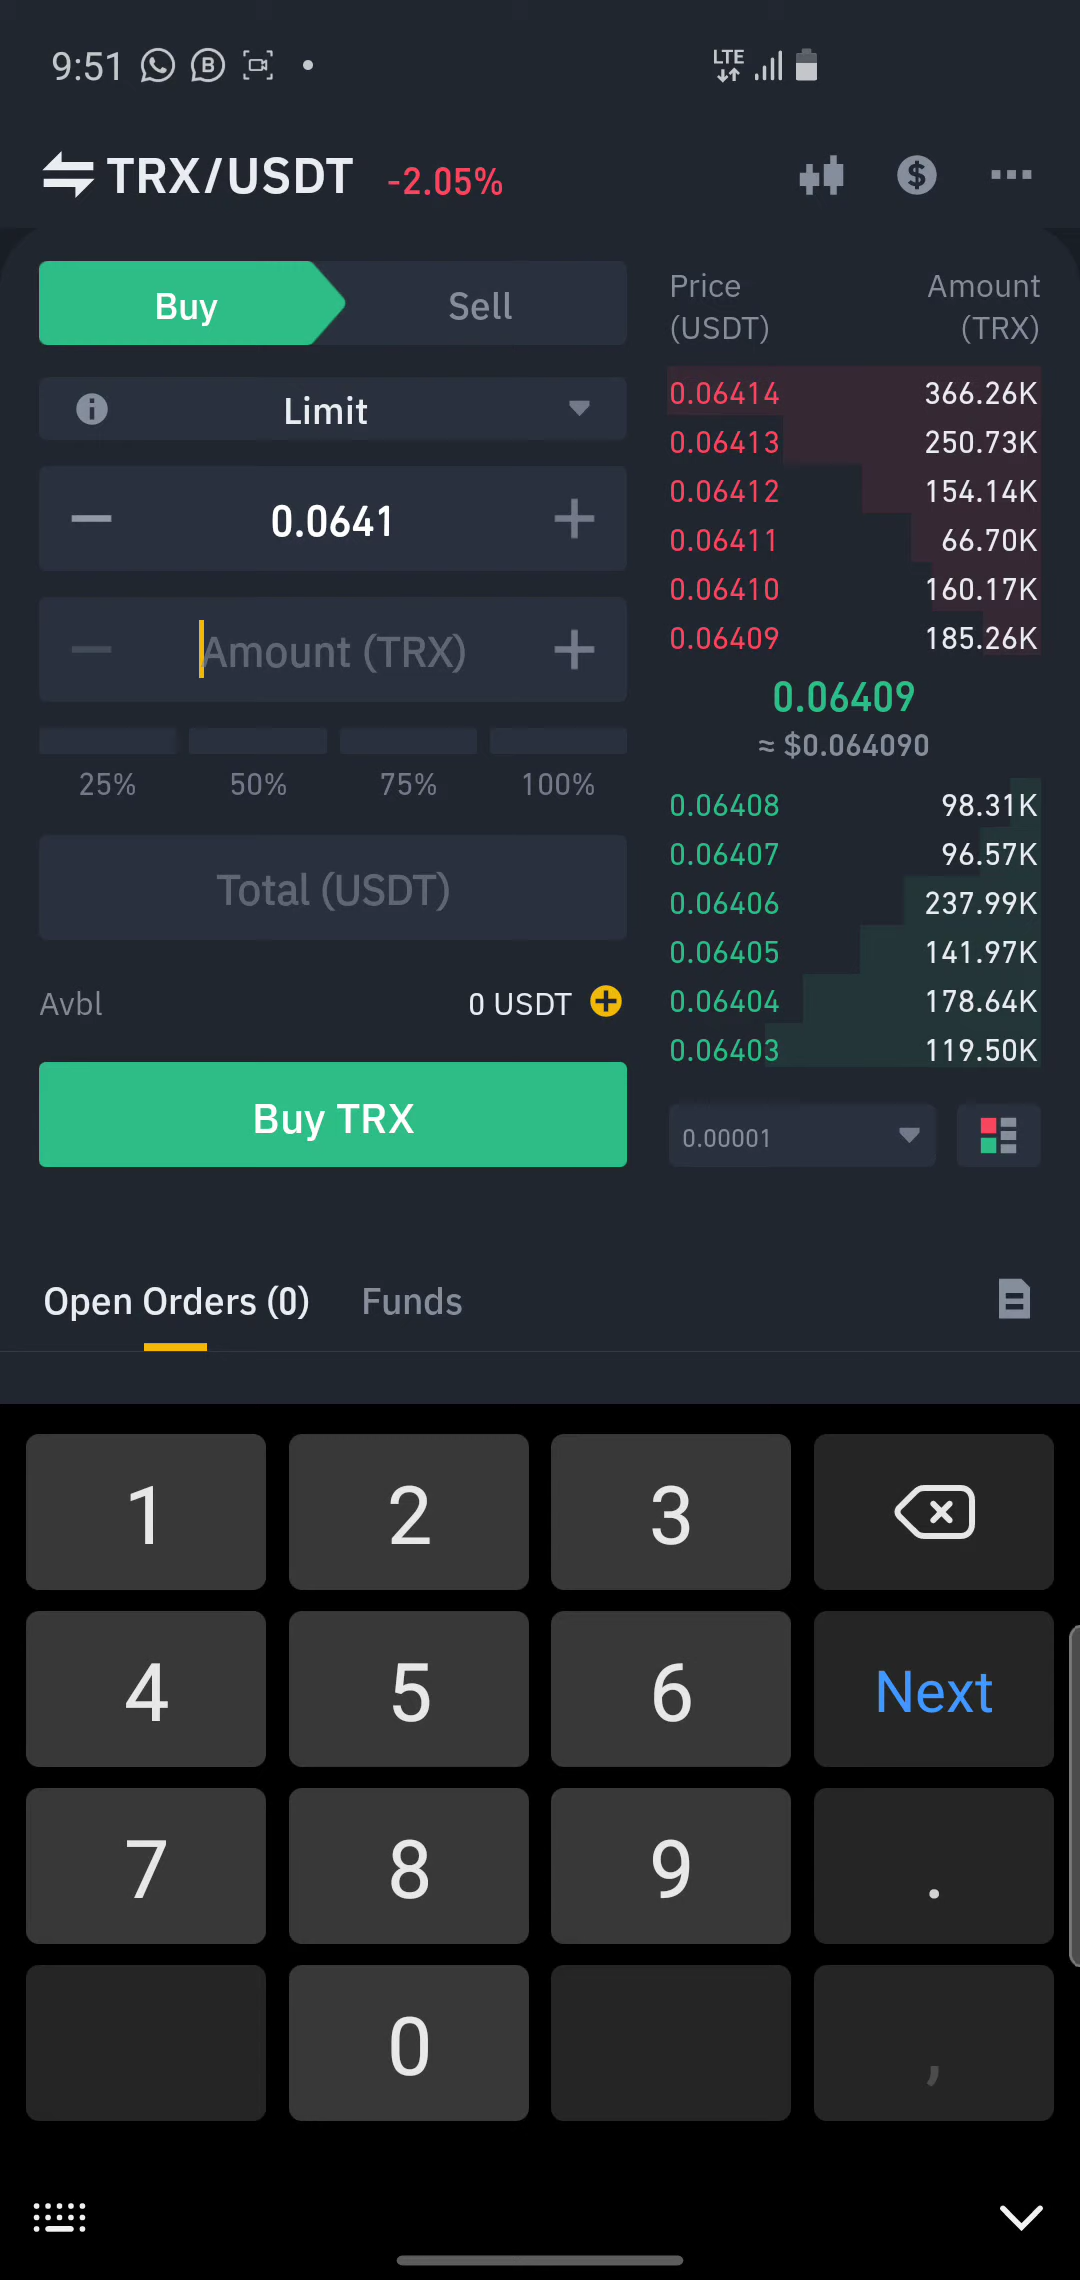 9:51 LTE
TRX/USDT -2.05%
Buy Sell
Price Amount
(USDT) (TRX)
Limit
0.0641
Amount (TRX)
25% 50% 75% 100%
Total (USDT)
Avbl 0 USDT
Buy TRX
0.06414 366.26K
0.06413 250.73K
0.06412 154.14K
0.06411 66.70K
0.06410 160.17K
0.06409 185.26K
0.06409
≈ $0.064090
0.06408 98.31K
0.06407 96.57K
0.06406 237.99K
0.06405 141.97K
0.06404 178.64K
0.06403 119.50K
0.00001
Open Orders (0) Funds
1 2 3
4 5 6 Next
7 8 9 .
0 ,